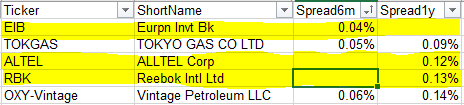 Ticker ShortName Spread6m Spread1y
EIB Eurpn Invt Bk 0.04%
TOKGAS TOKYO GAS CO LTD 0.05% 0.09%
ALTEL ALLTEL Corp 0.12%
RBK Reebok Intl Ltd 0.13%
OXY-Vintage Vintage Petroleum LLC 0.06% 0.14%